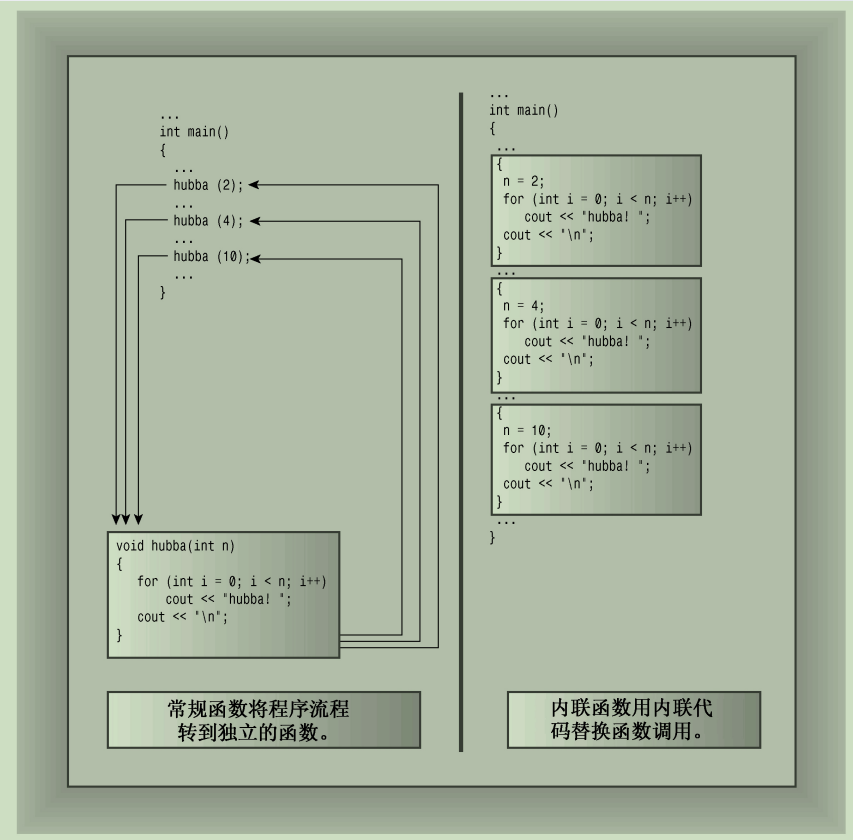 ...
int main()
{
...
hubba (2);
...
hubba (4);
...
hubba (10);
...
}
void hubba(int n)
{
for (int i = 0; i < n; i++)
cout << "hubba! ";
cout << "\n";
}
常规函数将程序流程
转到独立的函数。
...
int main()
{
...
{
n = 2;
for (int i = 0; i < n; i++)
cout << "hubba! ";
cout << "\n";
}
...
{
n = 4;
for (int i = 0; i < n; i++)
cout << "hubba! ";
cout << "\n";
}
...
{
n = 10;
for (int i = 0; i < n; i++)
cout << "hubba! ";
cout << "\n";
}
...
}
内联函数用内联代
码替换函数调用。